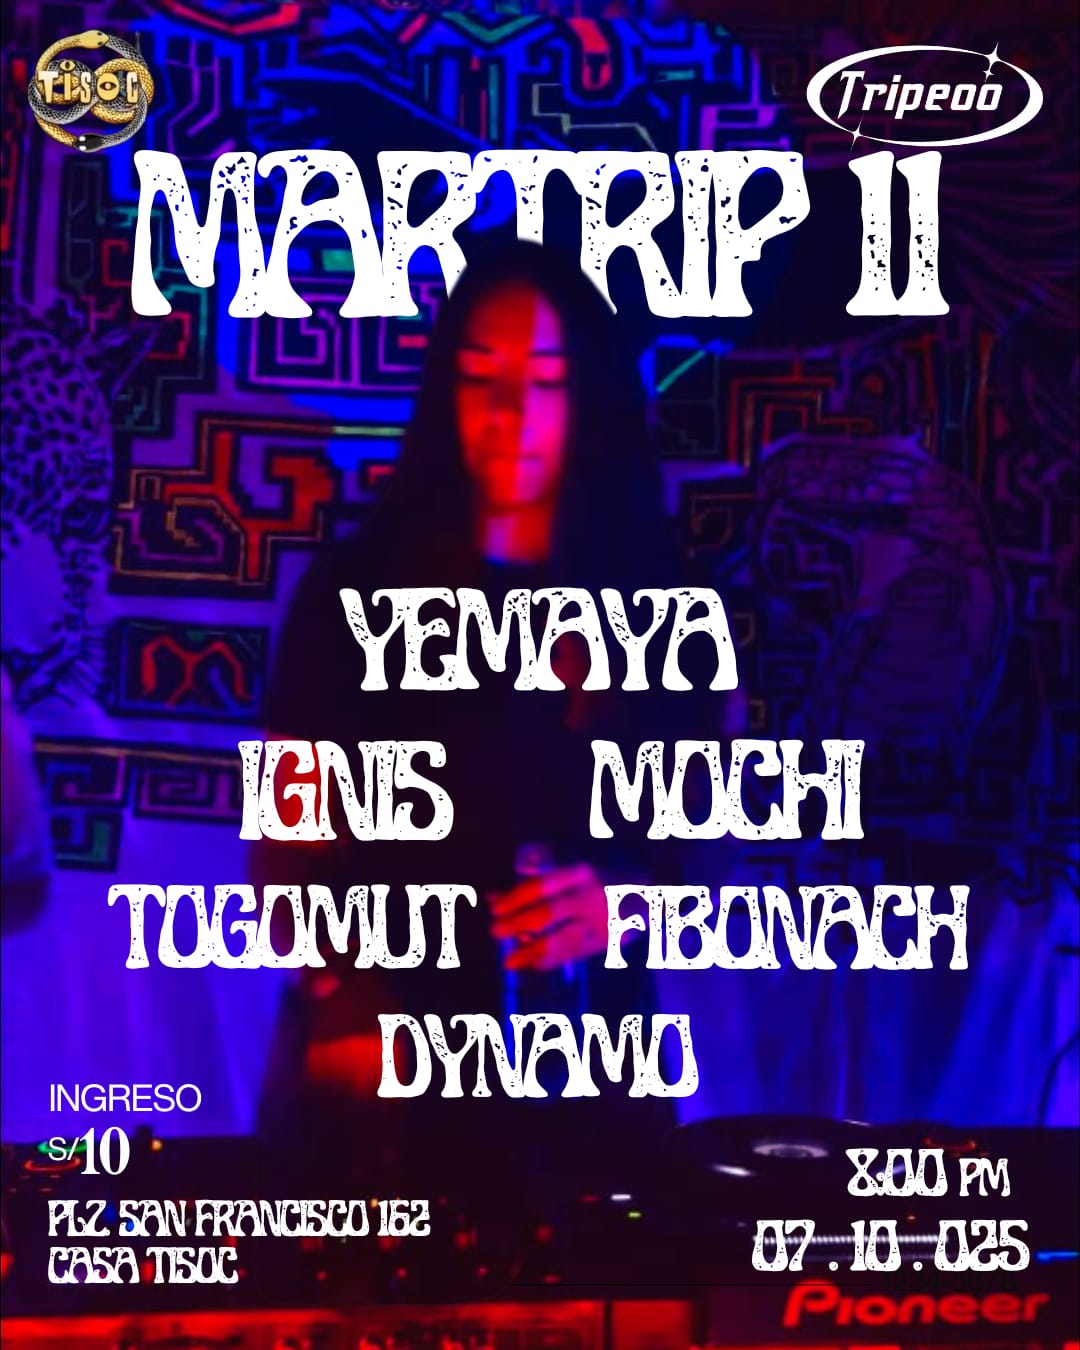 TISOC
Tripeoo
MARTRIP II
YEMAYA
IGNIS MOCHI
TOGOMUT FIBONACH
DYNAMO
INGRESO
S/10
PLZ. SAN FRANCISCO 162
CASA TISOC
8:00 PM
07 . 10 . 025
Pioneer